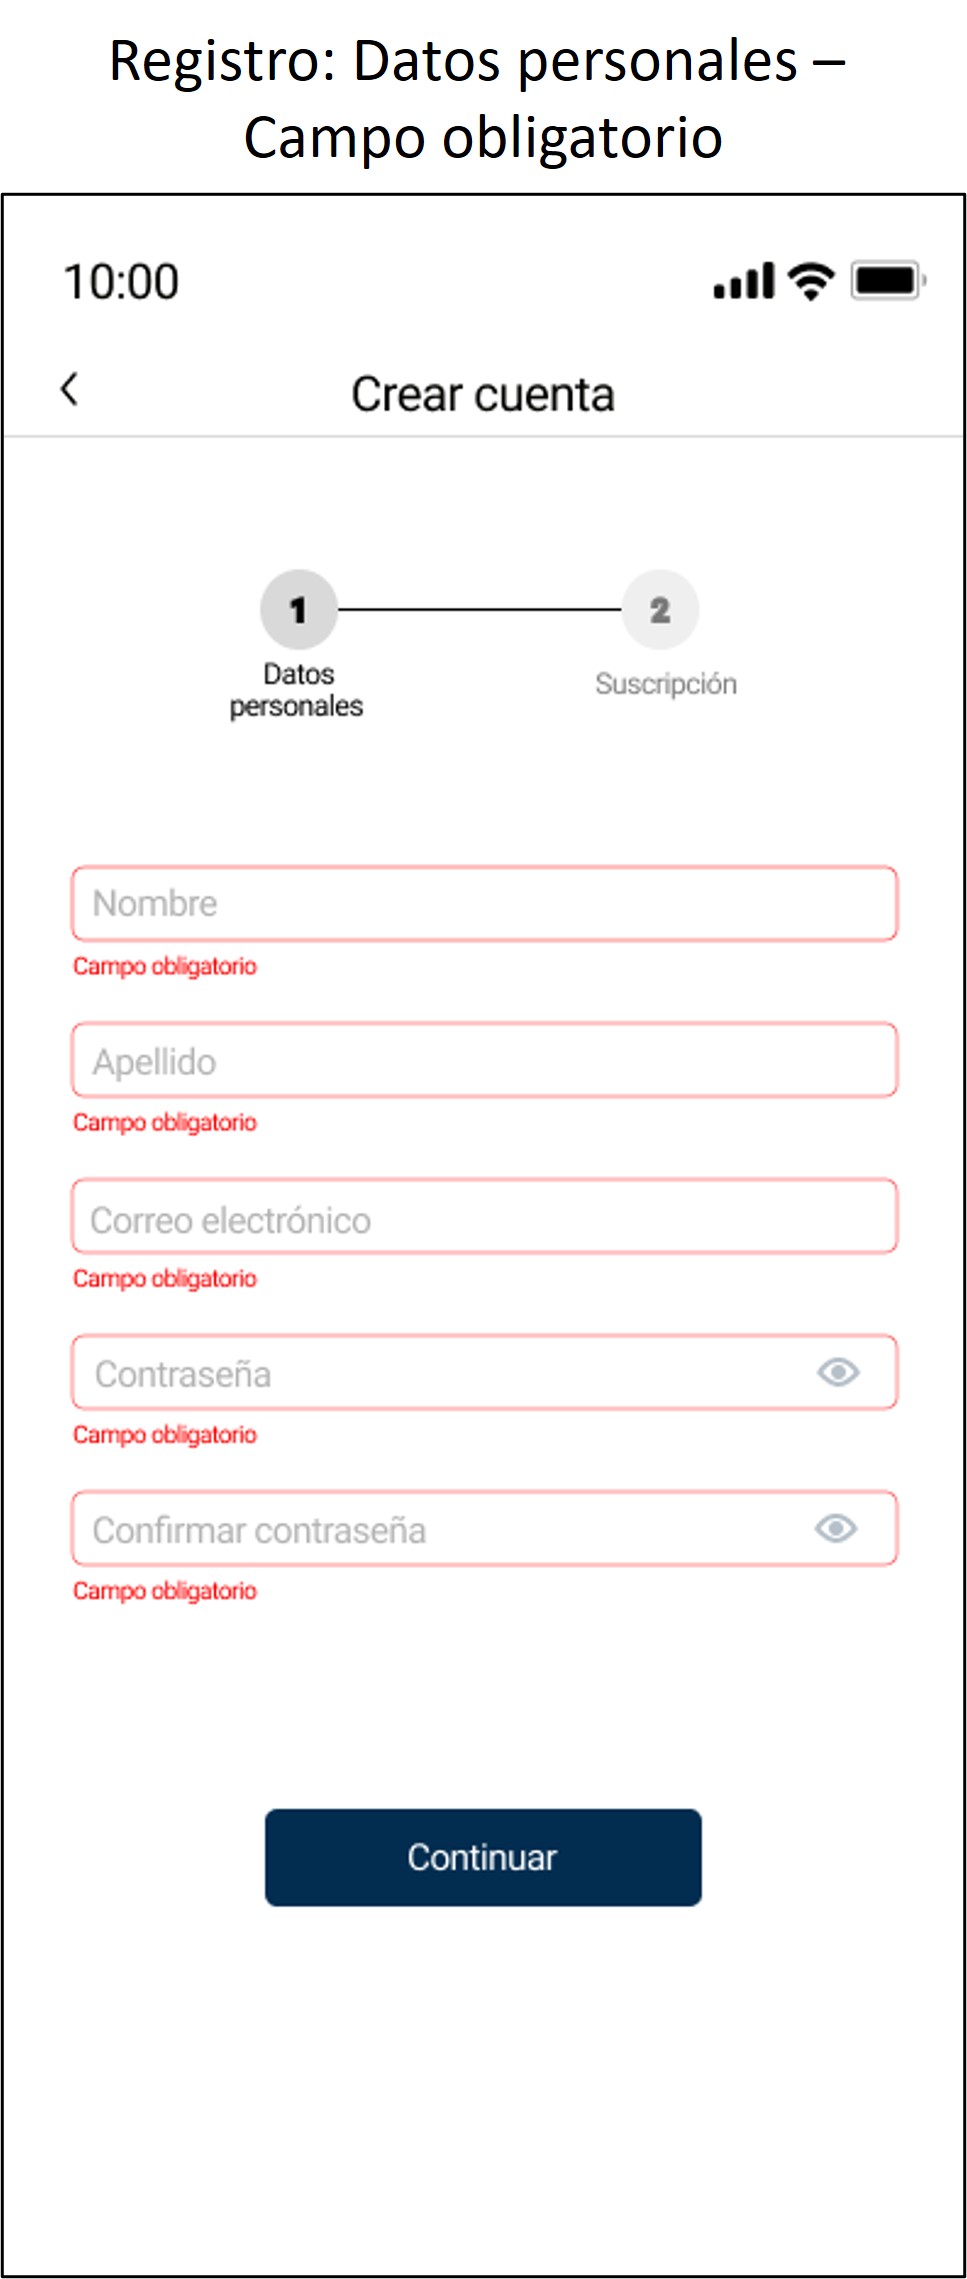 Registro: Datos personales –
Campo obligatorio
10:00
Crear cuenta
1
2
Datos
personales
Suscripción
Nombre
Campo obligatorio
Apellido
Campo obligatorio
Correo electrónico
Campo obligatorio
Contraseña
Campo obligatorio
Confirmar contraseña
Campo obligatorio
Continuar